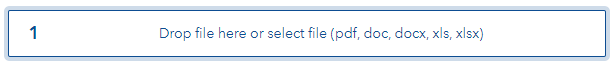 1 Drop file here or select file (pdf, doc, docx, xls, xlsx)